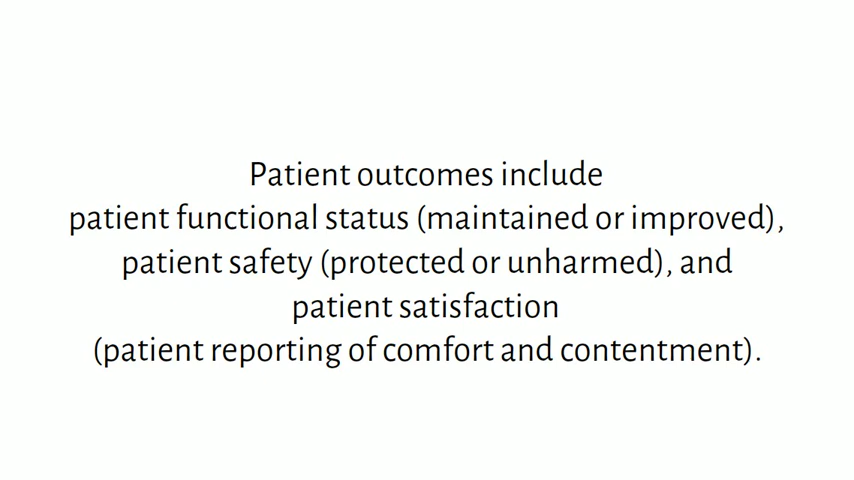 Patient outcomes include
patient functional status (maintained or improved),
patient safety (protected or unharmed), and
patient satisfaction
(patient reporting of comfort and contentment).